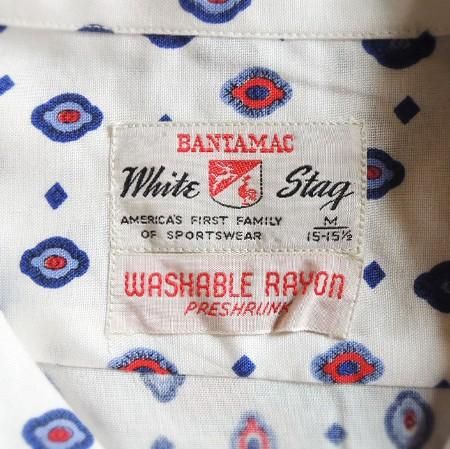 BANTAMAC
White Stag
AMERICA'S FIRST FAMILY M
OF SPORTSWEAR 15-15½
WASHABLE RAYON
PRESHRUNK